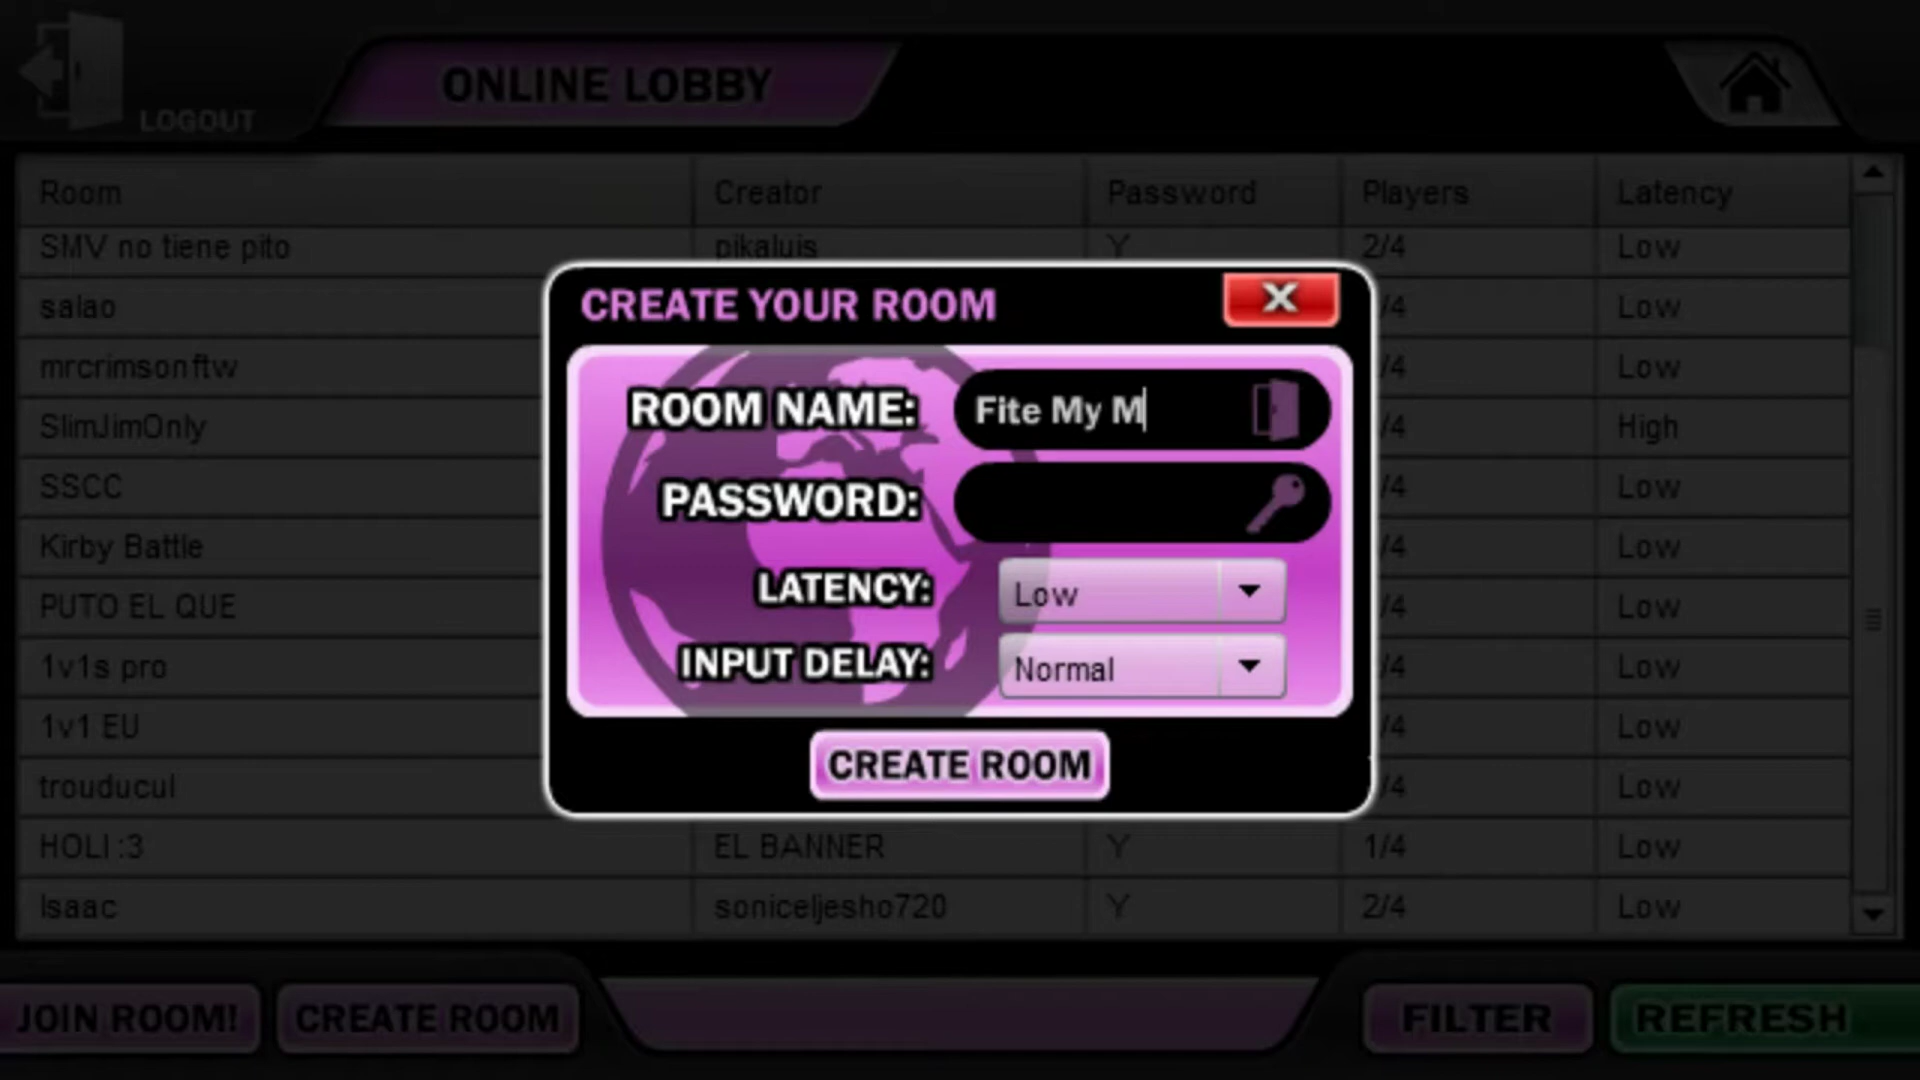 LOGOUT
ONLINE LOBBY
Room Creator Password Players Latency
SMV no tiene pito pikaluis Y 2/4 Low
salao /4 Low
mrcrimsonftw /4 Low
SlimJimOnly /4 High
SSCC /4 Low
Kirby Battle /4 Low
PUTO EL QUE /4 Low
1v1s pro /4 Low
1v1 EU /4 Low
trouducul /4 Low
HOLI :3 EL BANNER Y 1/4 Low
Isaac soniceljesho720 Y 2/4 Low
CREATE YOUR ROOM X
ROOM NAME: Fite My M
PASSWORD:
LATENCY: Low
INPUT DELAY: Normal
CREATE ROOM
JOIN ROOM! CREATE ROOM FILTER REFRESH